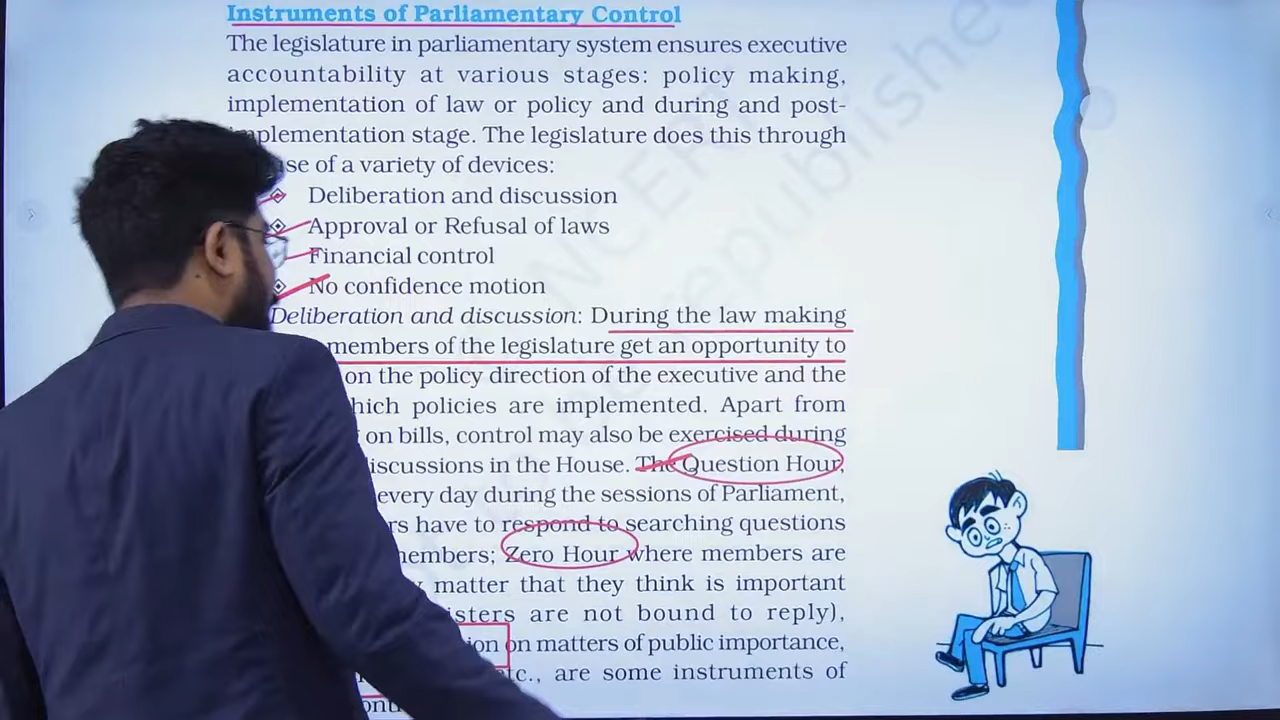 Instruments of Parliamentary Control
The legislature in parliamentary system ensures executive
accountability at various stages: policy making,
implementation of law or policy and during and post-
implementation stage. The legislature does this through
use of a variety of devices:
Deliberation and discussion
Approval or Refusal of laws
Financial control
No confidence motion
Deliberation and discussion: During the law making
members of the legislature get an opportunity to
on the policy direction of the executive and the
which policies are implemented. Apart from
on bills, control may also be exercised during
discussions in the House. The Question Hour,
every day during the sessions of Parliament,
have to respond to searching questions
members; Zero Hour where members are
matter that they think is important
are not bound to reply),
on matters of public importance,
etc., are some instruments of
NCERT
republished